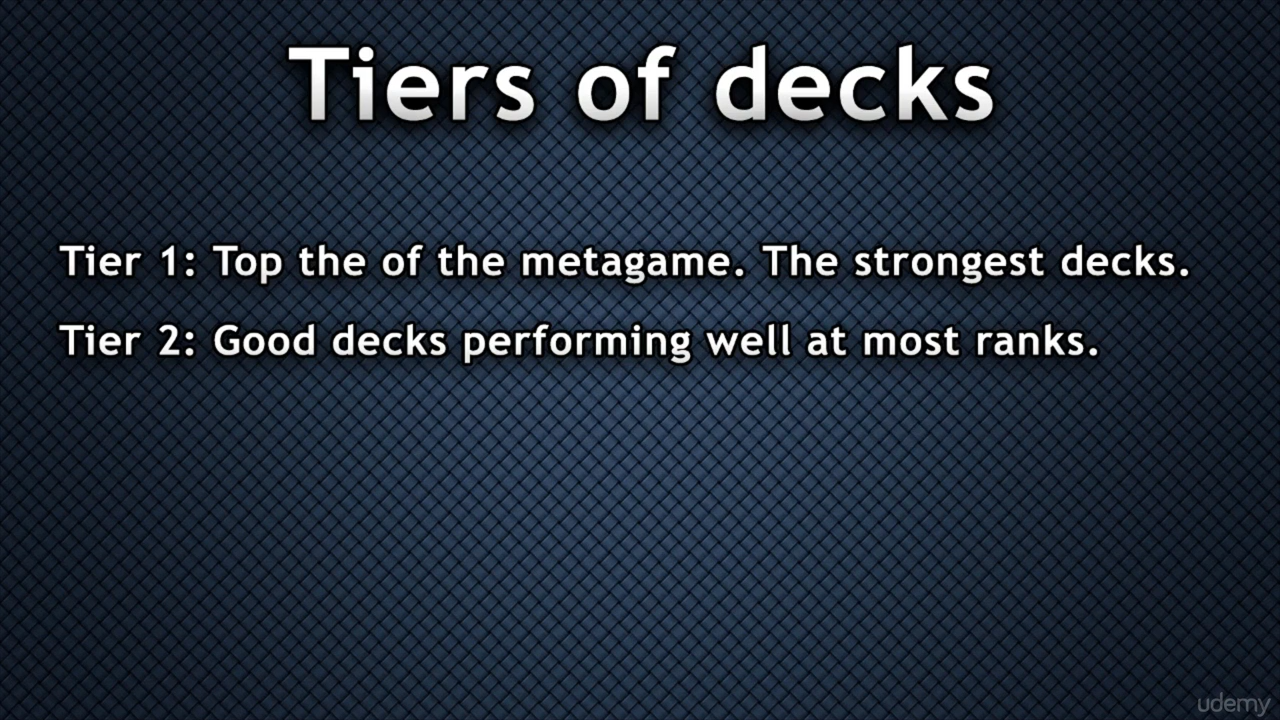 Tiers of decks
Tier 1: Top the of the metagame. The strongest decks.
Tier 2: Good decks performing well at most ranks.
udemy